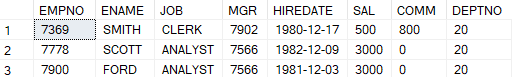 EMPNO ENAME JOB MGR HIREDATE SAL COMM DEPTNO
1 7369 SMITH CLERK 7902 1980-12-17 500 800 20
2 7778 SCOTT ANALYST 7566 1982-12-09 3000 0 20
3 7900 FORD ANALYST 7566 1981-12-03 3000 0 20